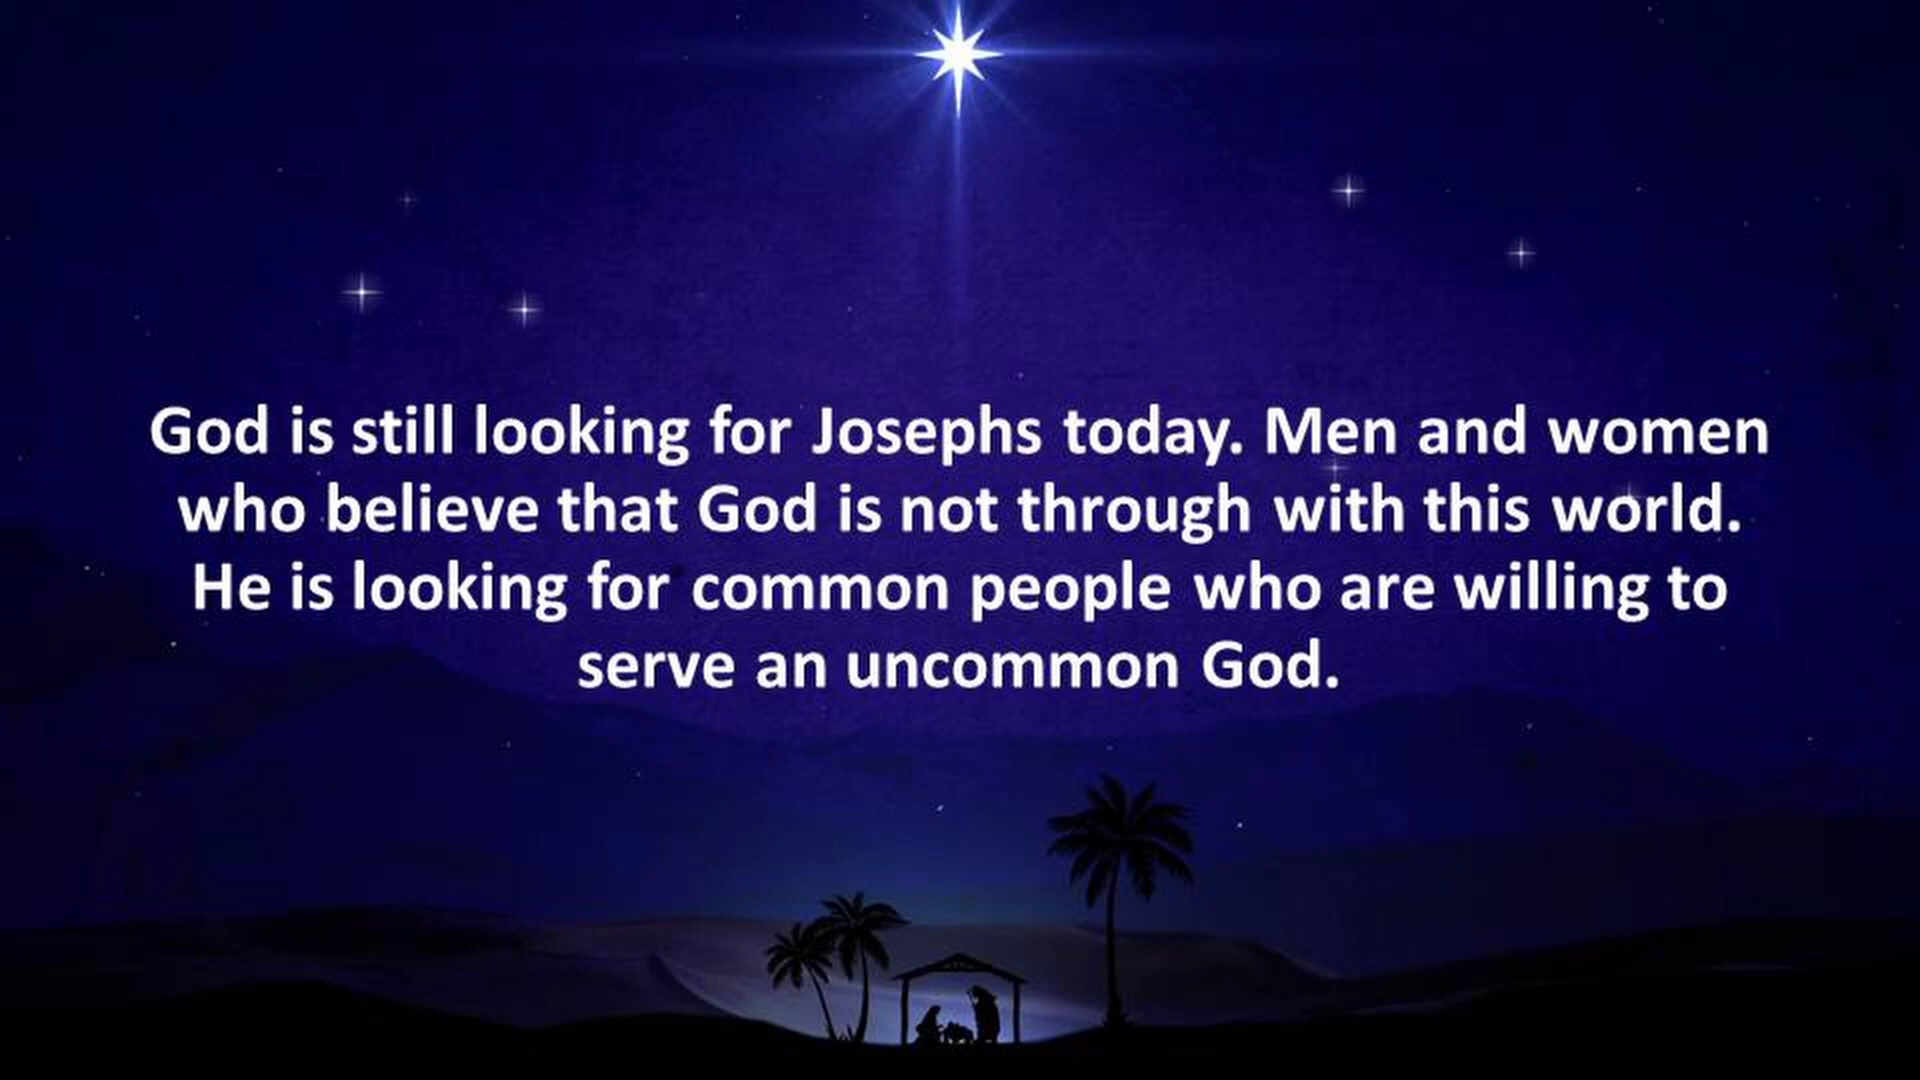 God is still looking for Josephs today. Men and women
who believe that God is not through with this world.
He is looking for common people who are willing to
serve an uncommon God.